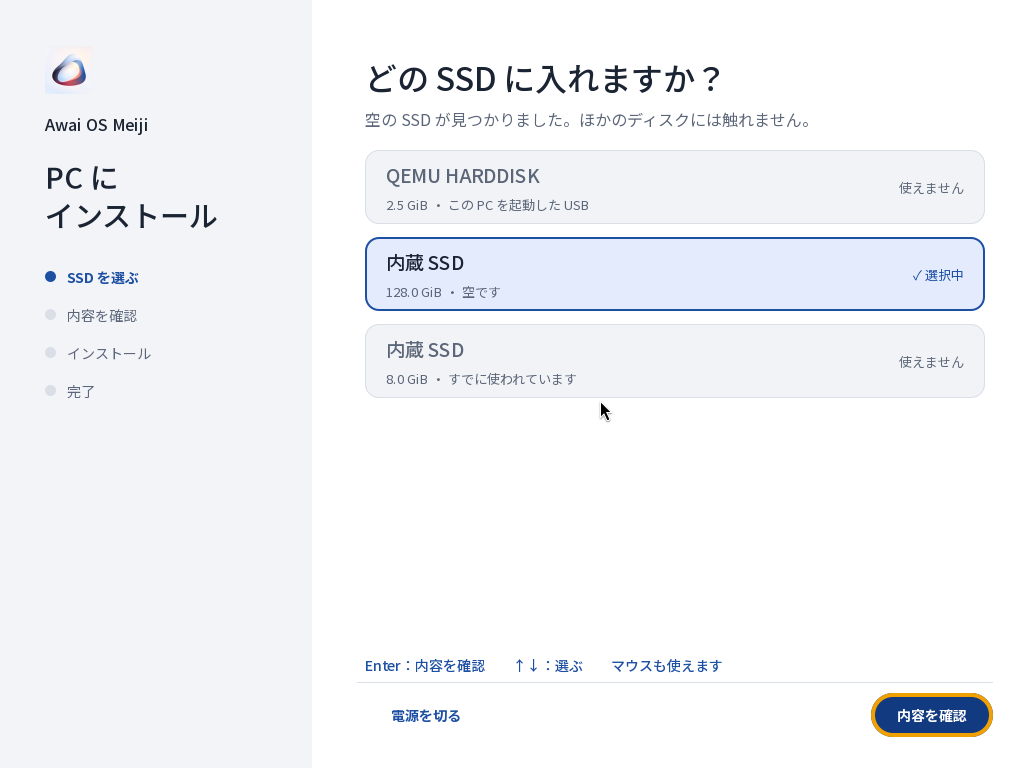 Awai OS Meiji
PC に
インストール
SSD を選ぶ
内容を確認
インストール
完了
どの SSD に入れますか？
空の SSD が見つかりました。ほかのディスクには触れません。
QEMU HARDDISK
2.5 GiB ・ この PC を起動した USB
使えません
内蔵 SSD
128.0 GiB ・ 空です
✓ 選択中
内蔵 SSD
8.0 GiB ・ すでに使われています
使えません
Enter：内容を確認 ↑↓：選ぶ マウスも使えます
電源を切る
内容を確認